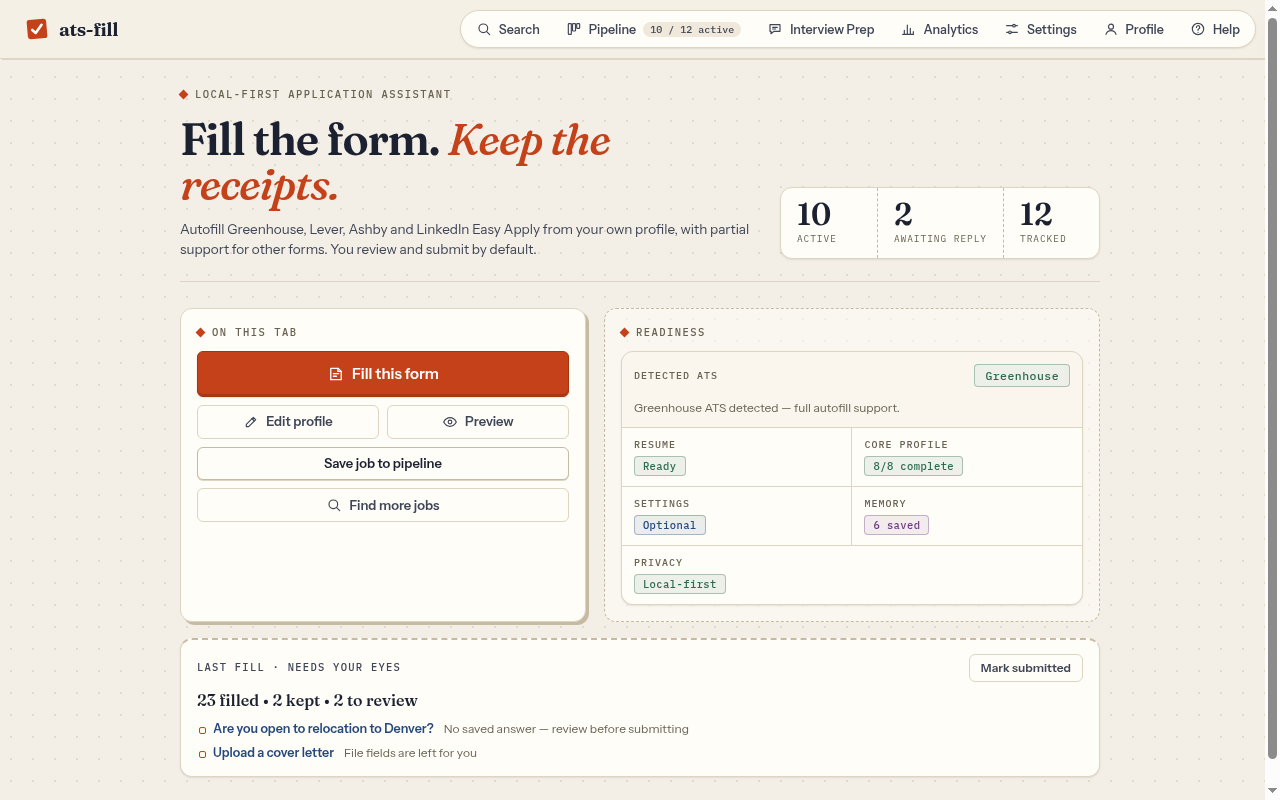 ats-fill
Search
Pipeline 10 / 12 active
Interview Prep
Analytics
Settings
Profile
Help
LOCAL-FIRST APPLICATION ASSISTANT
Fill the form. Keep the
receipts.
Autofill Greenhouse, Lever, Ashby and LinkedIn Easy Apply from your own profile, with partial
support for other forms. You review and submit by default.
10
ACTIVE
2
AWAITING REPLY
12
TRACKED
ON THIS TAB
Fill this form
Edit profile
Preview
Save job to pipeline
Find more jobs
READINESS
DETECTED ATS
Greenhouse
Greenhouse ATS detected — full autofill support.
RESUME
Ready
CORE PROFILE
8/8 complete
SETTINGS
Optional
MEMORY
6 saved
PRIVACY
Local-first
LAST FILL · NEEDS YOUR EYES
Mark submitted
23 filled • 2 kept • 2 to review
Are you open to relocation to Denver? No saved answer — review before submitting
Upload a cover letter File fields are left for you